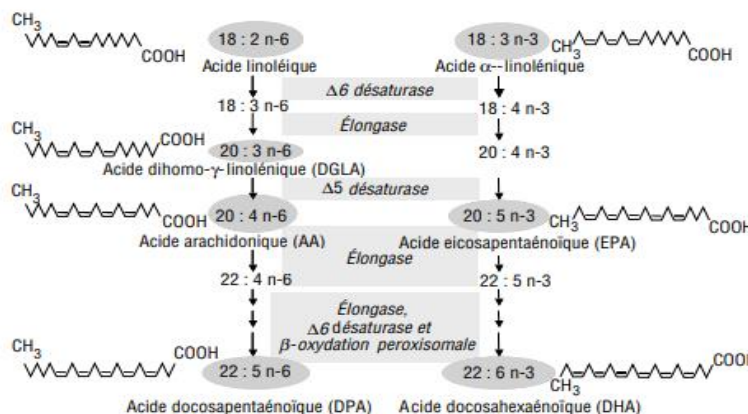 CH3 18 : 2 n-6 18 : 3 n-3 CH3
COOH COOH
Acide linoléique Acide α-- linolénique
Δ6 désaturase
18 : 3 n-6 18 : 4 n-3
Élongase
CH3 COOH 20 : 3 n-6 20 : 4 n-3
Acide dihomo-γ-linolénique (DGLA)
Δ5 désaturase
CH3 COOH 20 : 4 n-6 20 : 5 n-3 CH3 COOH
Acide arachidonique (AA) Acide eicosapentaénoïque (EPA)
Élongase
22 : 4 n-6 22 : 5 n-3
Élongase,
Δ6 désaturase et
β-oxydation peroxisomale
CH3 COOH 22 : 5 n-6 22 : 6 n-3 CH3 COOH
Acide docosapentaénoïque (DPA) Acide docosahexaénoïque (DHA)